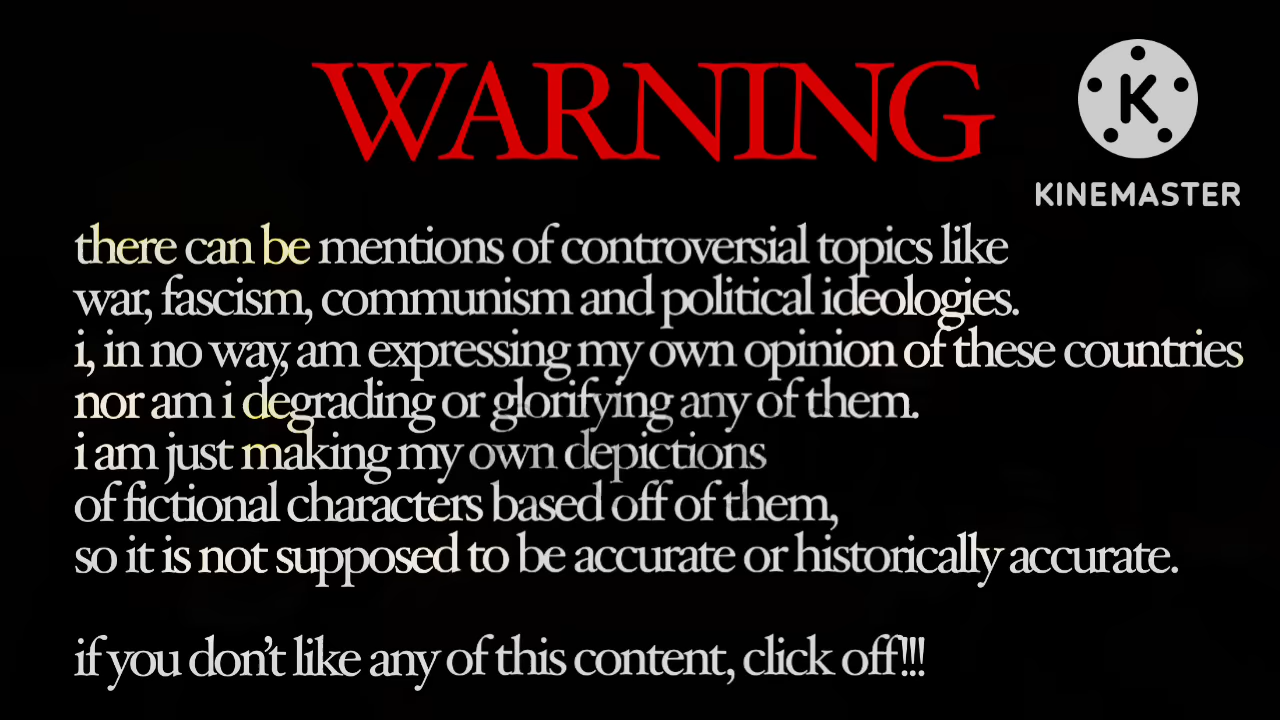 WARNING
K
KINEMASTER
there can be mentions of controversial topics like
war, fascism, communism and political ideologies.
i, in no way, am expressing my own opinion of these countries
nor am i degrading or glorifying any of them.
i am just making my own depictions
of fictional characters based off of them,
so it is not supposed to be accurate or historically accurate.
if you don't like any of this content, click off!!!